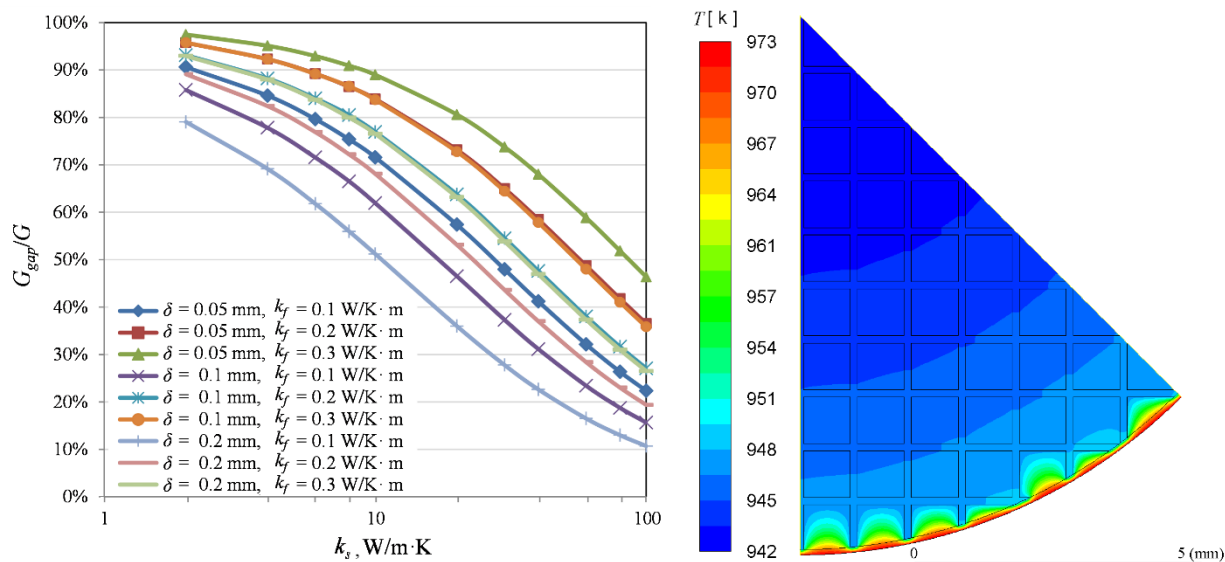 100%
90%
80%
70%
60%
50%
40%
30%
20%
10%
0%
G_gap/G
δ = 0.05 mm, k_f = 0.1 W/K· m
δ = 0.05 mm, k_f = 0.2 W/K· m
δ = 0.05 mm, k_f = 0.3 W/K· m
δ = 0.1 mm, k_f = 0.1 W/K· m
δ = 0.1 mm, k_f = 0.2 W/K· m
δ = 0.1 mm, k_f = 0.3 W/K· m
δ = 0.2 mm, k_f = 0.1 W/K· m
δ = 0.2 mm, k_f = 0.2 W/K· m
δ = 0.2 mm, k_f = 0.3 W/K· m
1 10 100
k_s , W/m·K
T [ k ]
973
970
967
964
961
957
954
951
948
945
942
0 5 (mm)